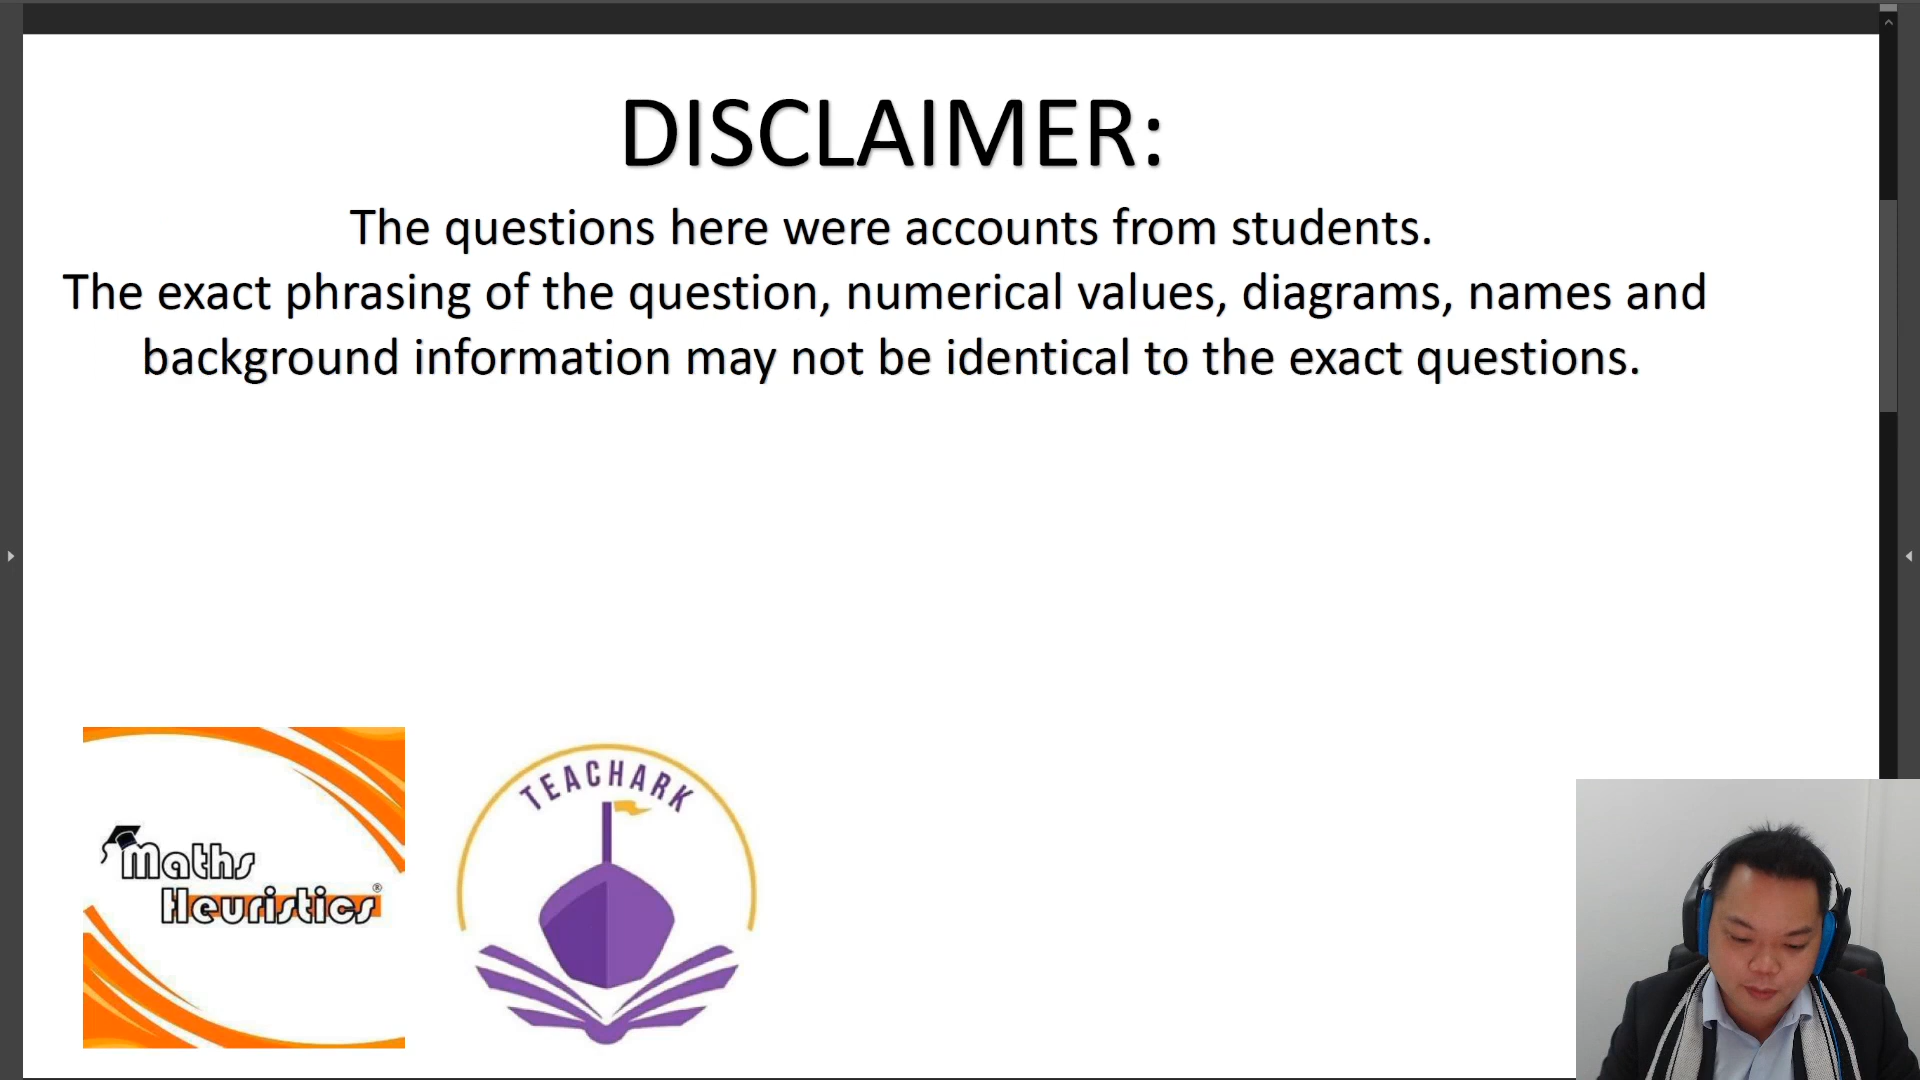 DISCLAIMER:
The questions here were accounts from students.
The exact phrasing of the question, numerical values, diagrams, names and
background information may not be identical to the exact questions.
TEACHARK
Maths
Heuristics®